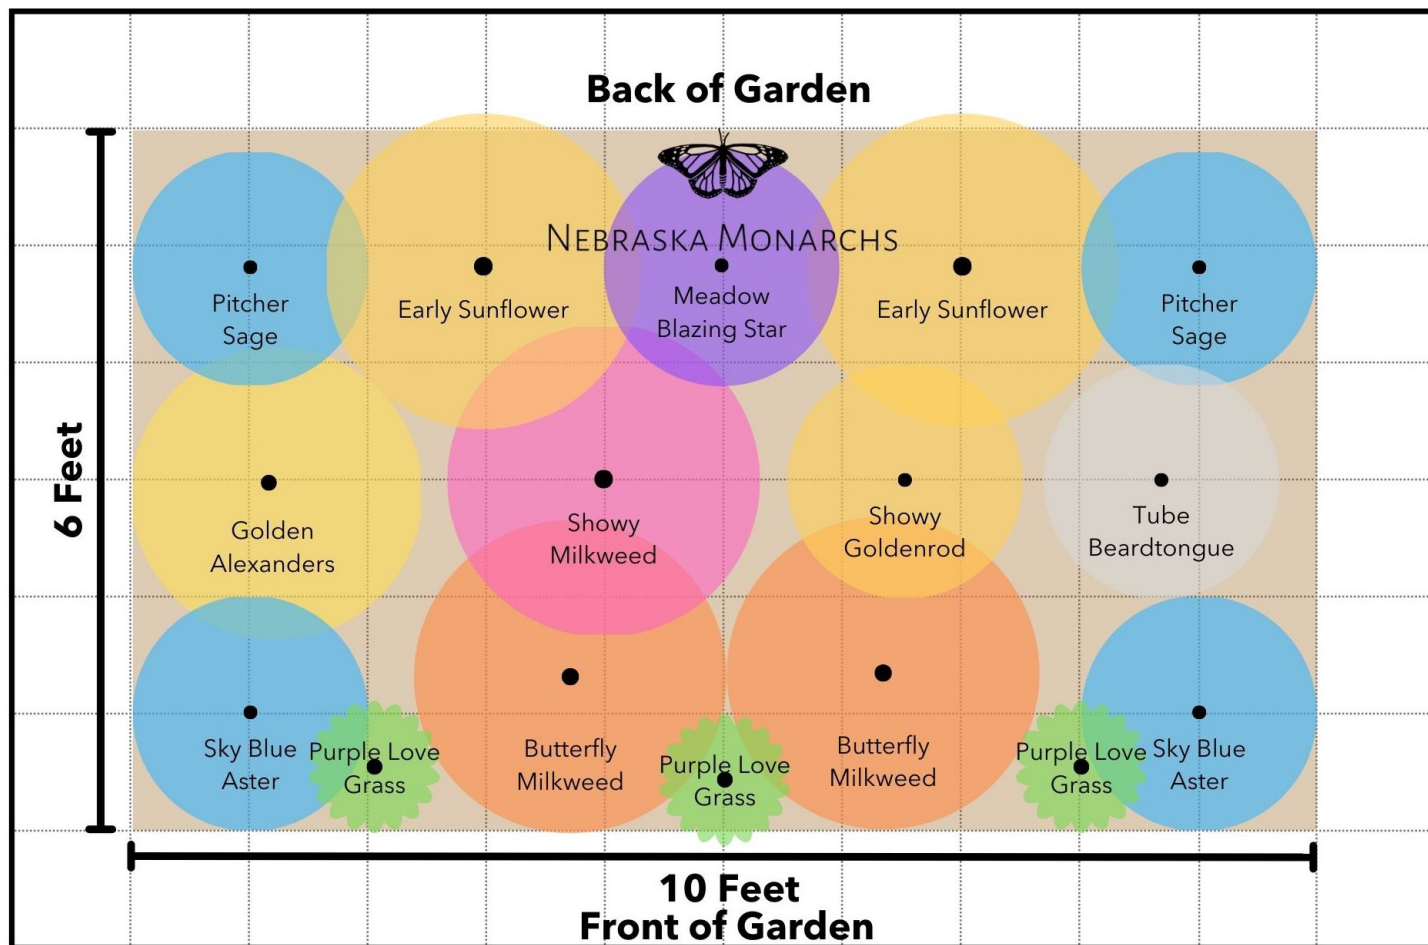 Back of Garden
NEBRASKA MONARCHS
Pitcher
Sage
Early Sunflower
Meadow
Blazing Star
Early Sunflower
Pitcher
Sage
6 Feet
Golden
Alexanders
Showy
Milkweed
Showy
Goldenrod
Tube
Beardtongue
Sky Blue
Aster
Purple Love
Grass
Butterfly
Milkweed
Purple Love
Grass
Butterfly
Milkweed
Purple Love
Grass
Sky Blue
Aster
10 Feet
Front of Garden